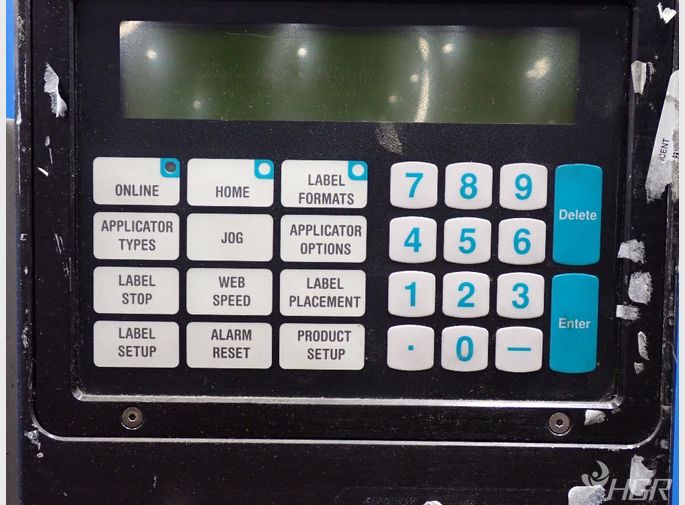 ONLINE
HOME
LABEL
FORMATS
7 8 9
Delete
APPLICATOR
TYPES
JOG
APPLICATOR
OPTIONS
4 5 6
LABEL
STOP
WEB
SPEED
LABEL
PLACEMENT
1 2 3
Enter
LABEL
SETUP
ALARM
RESET
PRODUCT
SETUP
. 0 —
HGR